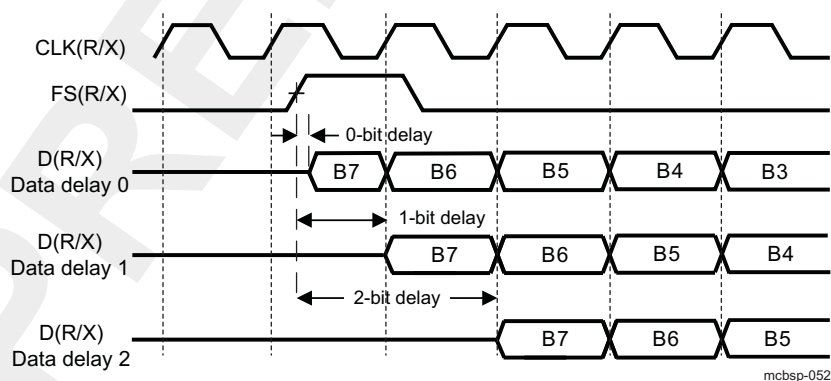 CLK(R/X)
FS(R/X)
0-bit delay
D(R/X)
Data delay 0
B7 B6 B5 B4 B3
1-bit delay
D(R/X)
Data delay 1
B7 B6 B5 B4
2-bit delay
D(R/X)
Data delay 2
B7 B6 B5
mcbsp-052